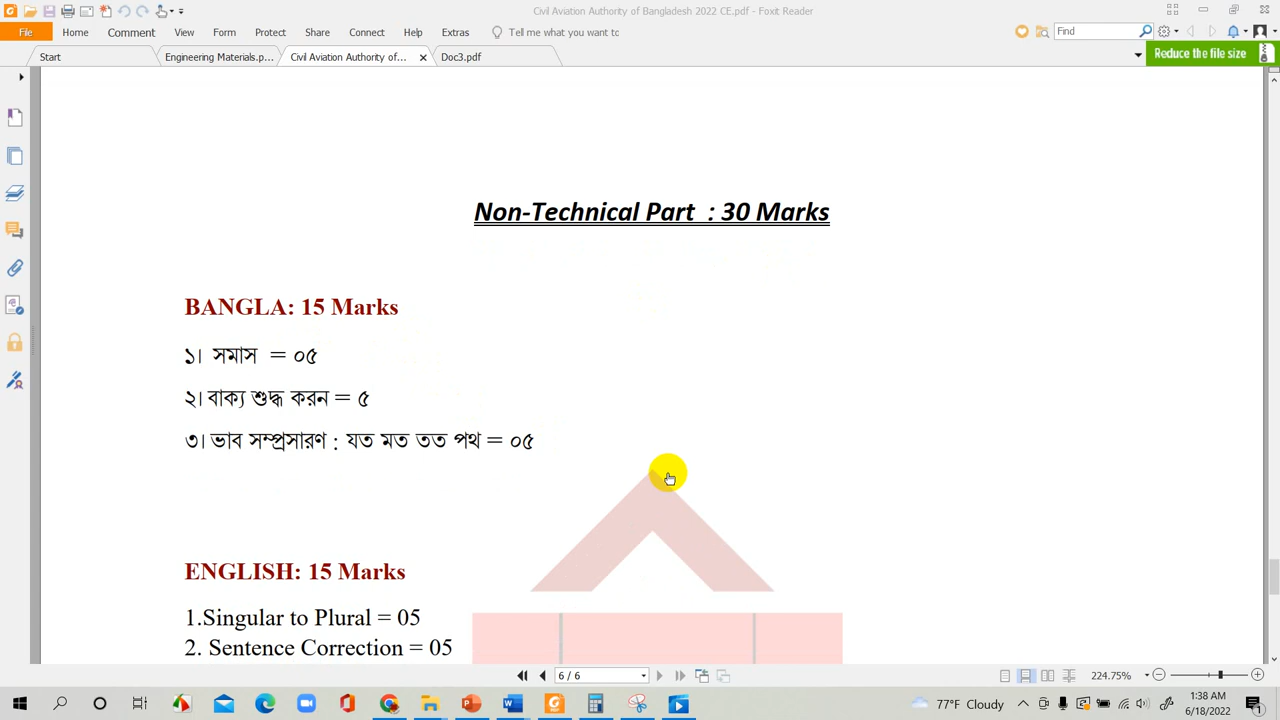 Civil Aviation Authority of Bangladesh 2022 CE.pdf - Foxit Reader
File Home Comment View Form Protect Share Connect Help Extras Tell me what you want to Find
Start Engineering Materials.p... Civil Aviation Authority of... Doc3.pdf Reduce the file size
Non-Technical Part : 30 Marks
BANGLA: 15 Marks
১। সমাস = ০৫
২। বাক্য শুদ্ধ করন = ৫
৩। ভাব সম্প্রসারণ : যত মত তত পথ = ০৫
ENGLISH: 15 Marks
1.Singular to Plural = 05
2. Sentence Correction = 05
6 / 6 224.75%
77°F Cloudy 1:38 AM
6/18/2022